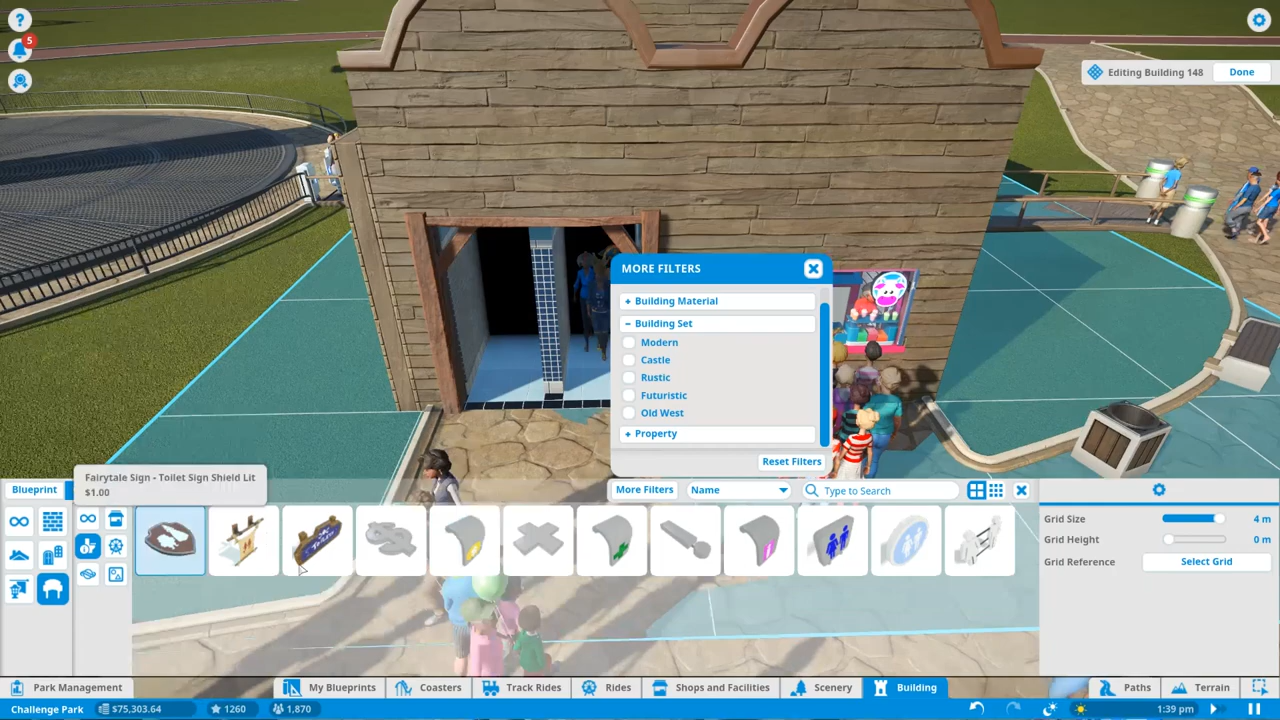 ?
5
Editing Building 148
Done
MORE FILTERS
+ Building Material
− Building Set
Modern
Castle
Rustic
Futuristic
Old West
+ Property
Reset Filters
Fairytale Sign - Toilet Sign Shield Lit
$1.00
Blueprint
More Filters
Name
Type to Search
Grid Size
4 m
Grid Height
0 m
Grid Reference
Select Grid
Park Management
My Blueprints
Coasters
Track Rides
Rides
Shops and Facilities
Scenery
Building
Paths
Terrain
Challenge Park
$75,303.64
1260
1,870
1:39 pm